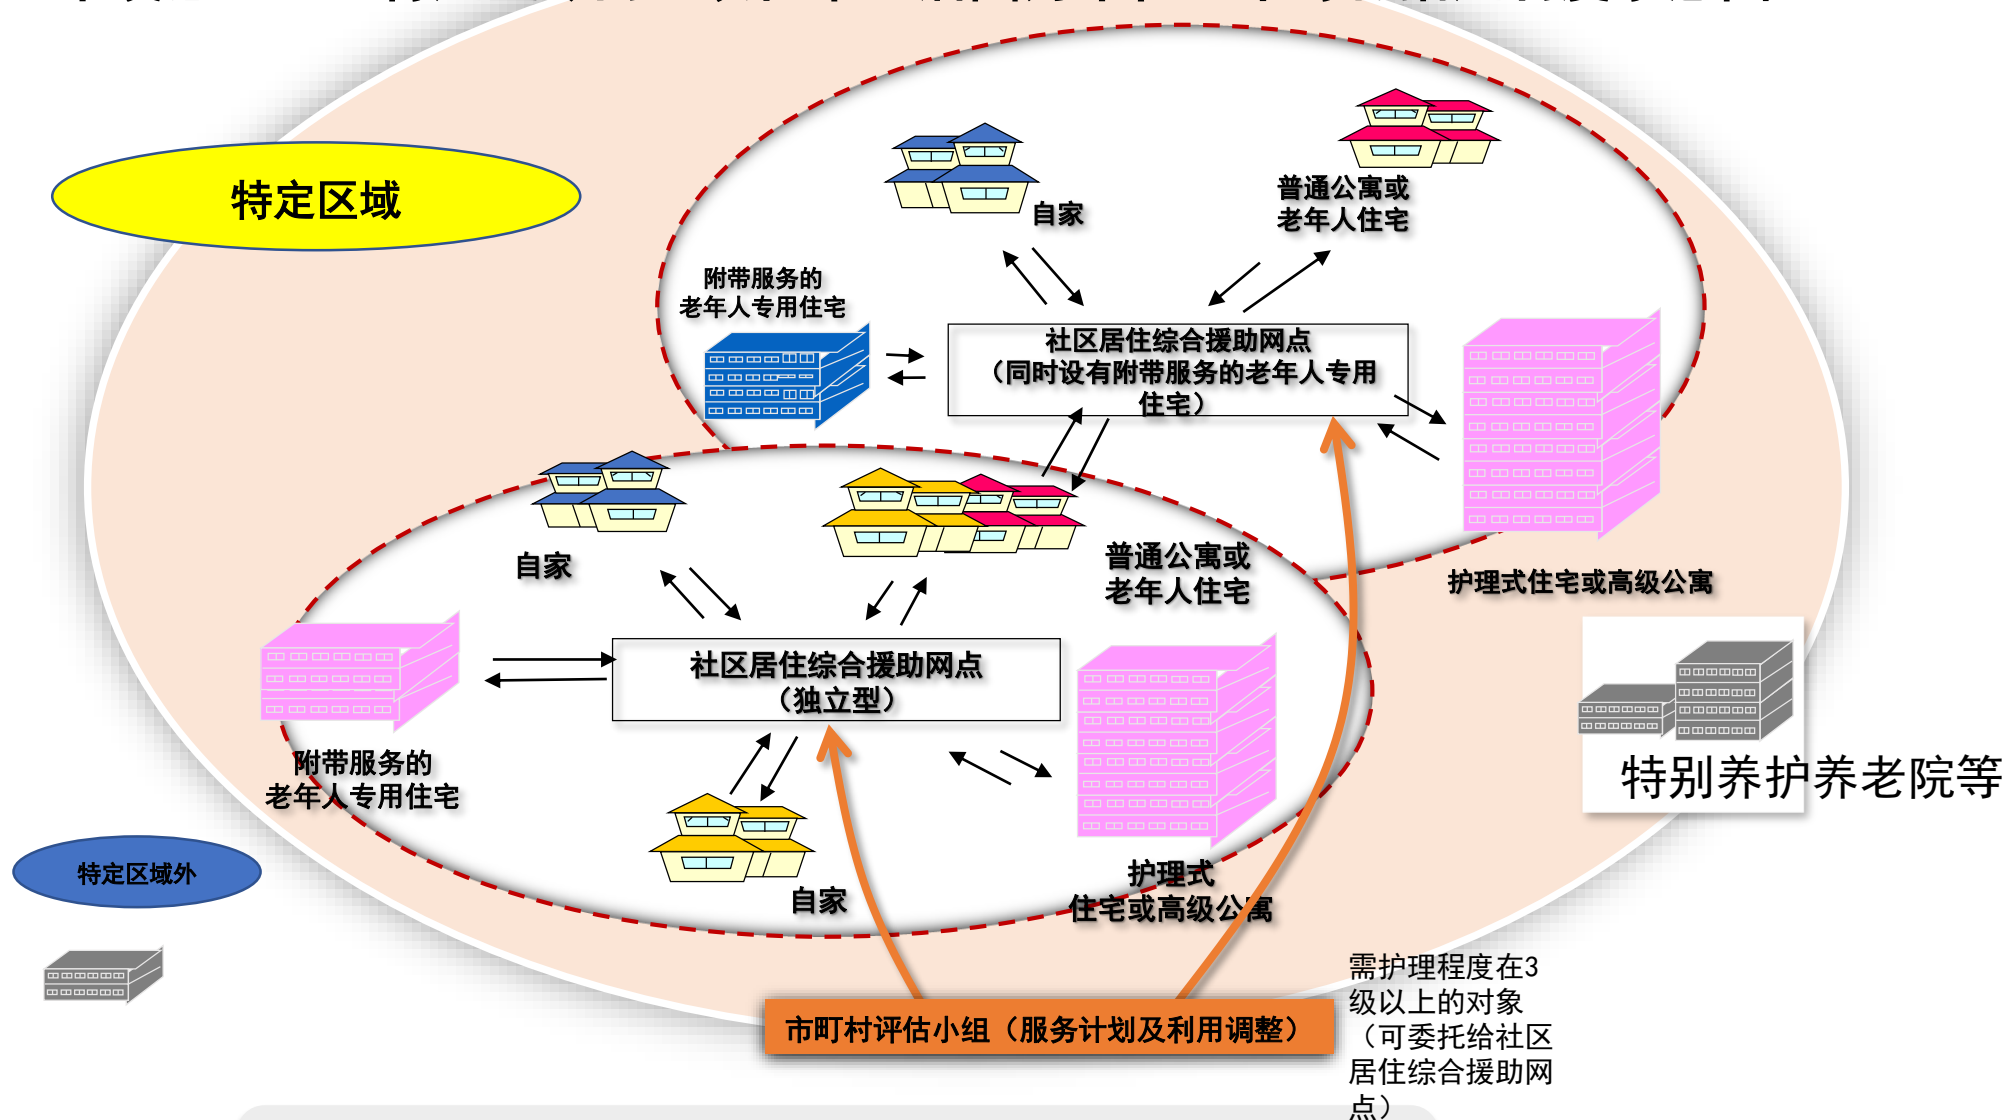 特定区域
自家
普通公寓或
老年人住宅
附带服务的
老年人专用住宅
社区居住综合援助网点
（同时设有附带服务的老年人专用
住宅）
护理式住宅或高级公寓
自家
普通公寓或
老年人住宅
社区居住综合援助网点
（独立型）
附带服务的
老年人专用住宅
自家
护理式
住宅或高级公寓
特别养护养老院等
特定区域外
市町村评估小组（服务计划及利用调整）
需护理程度在3
级以上的对象
（可委托给社区
居住综合援助网
点）